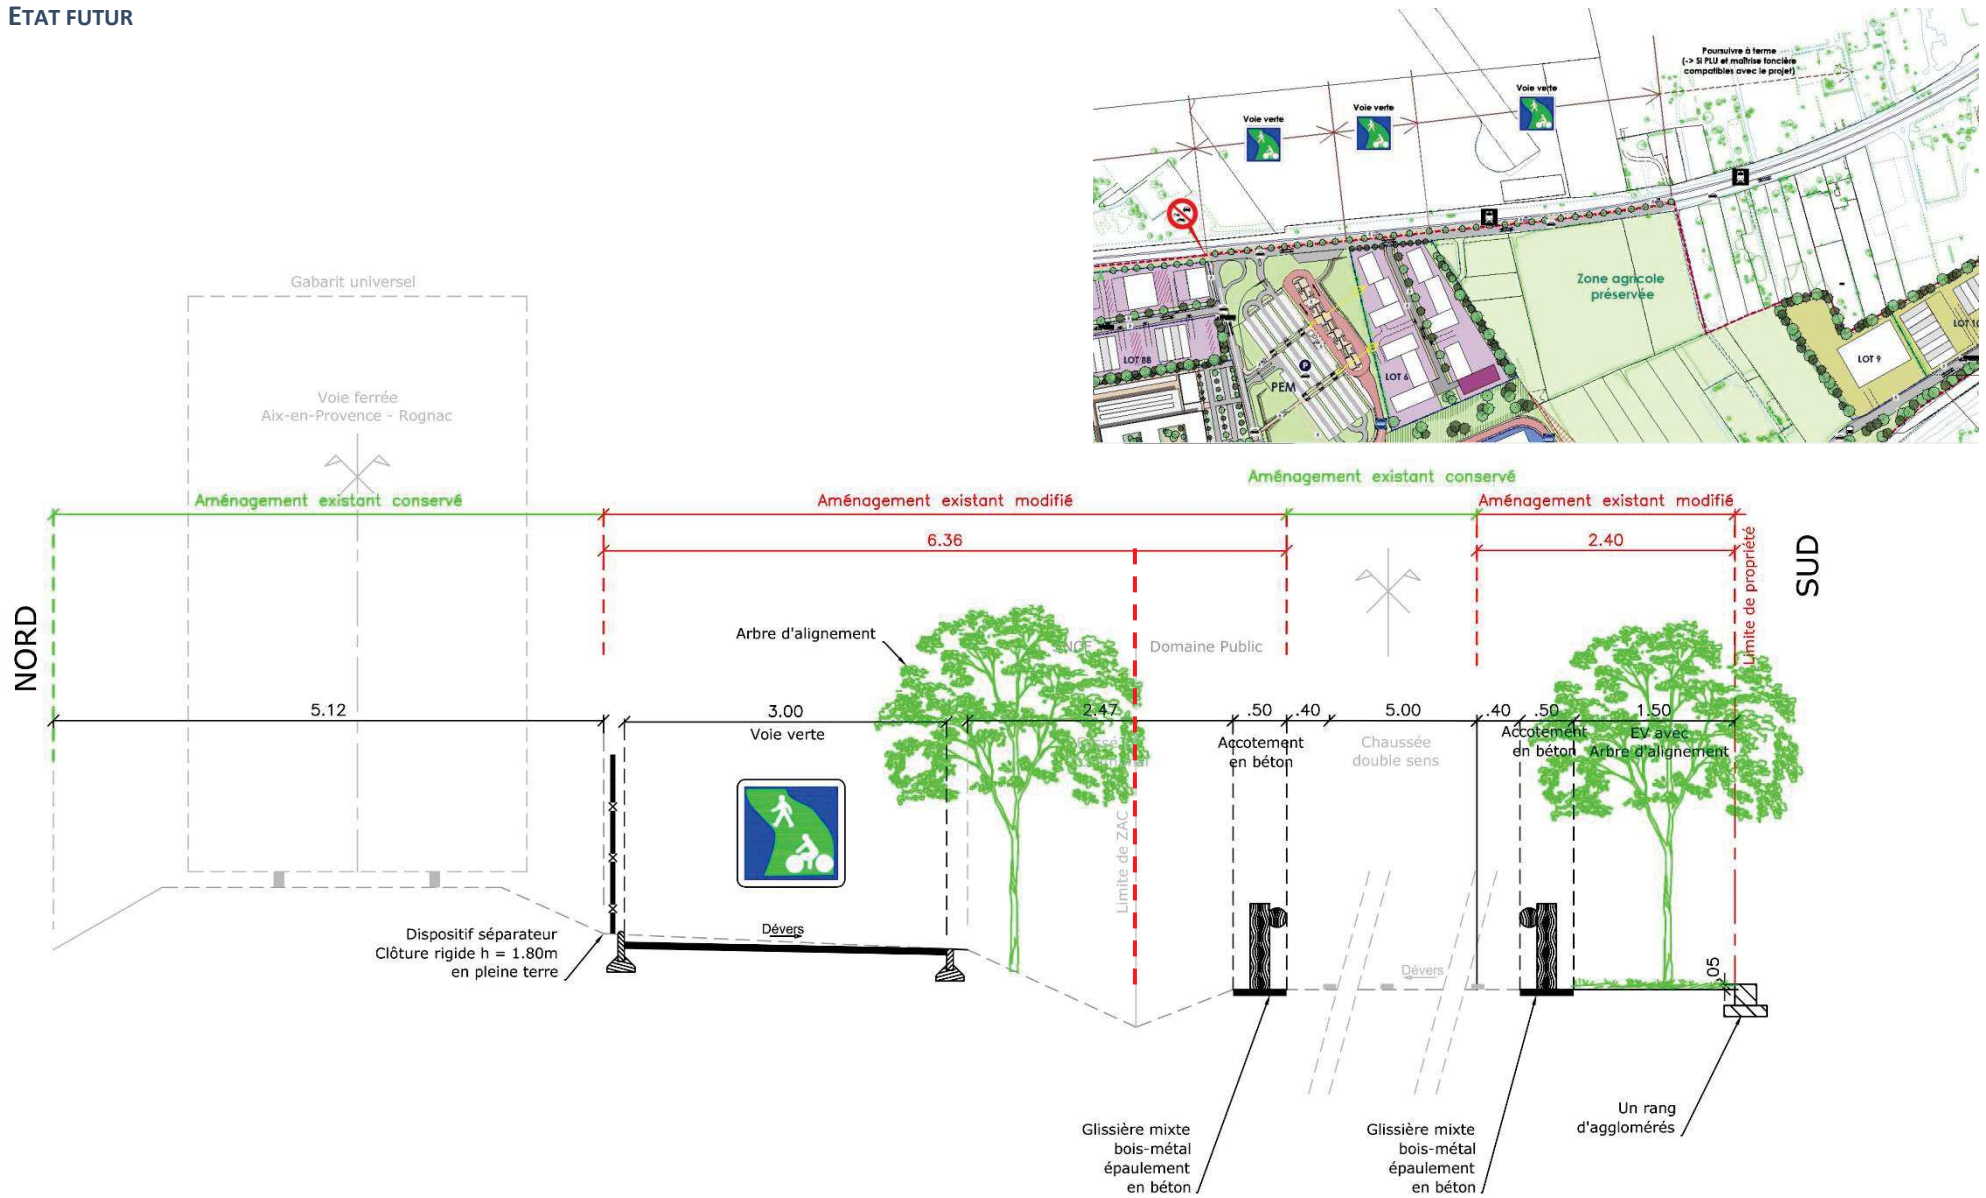 ETAT FUTUR
Poursuivre à terme
(-> Si PLU et maîtrise foncière
compatibles avec le projet)
Voie verte
Voie verte
Voie verte
Zone agricole
préservée
LOT 8B
PEM
P
LOT 6
LOT 9
LOT 10
Gabarit universel
Voie ferrée
Aix-en-Provence - Rognac
Aménagement existant conservé
Aménagement existant modifié
Aménagement existant conservé
Aménagement existant modifié
6.36
2.40
NORD
SUD
Limite de propriété
Arbre d'alignement
SNCF
Domaine Public
5.12
3.00
Voie verte
2.47
.50
.40
5.00
.40
.50
1.50
Accotement
en béton
Chaussée
double sens
Accotement
en béton
EV avec
Arbre d'alignement
Limite de ZAC
Dispositif séparateur
Clôture rigide h = 1.80m
en pleine terre
Dévers
Dévers
.05
Glissière mixte
bois-métal
épaulement
en béton
Glissière mixte
bois-métal
épaulement
en béton
Un rang
d'agglomérés